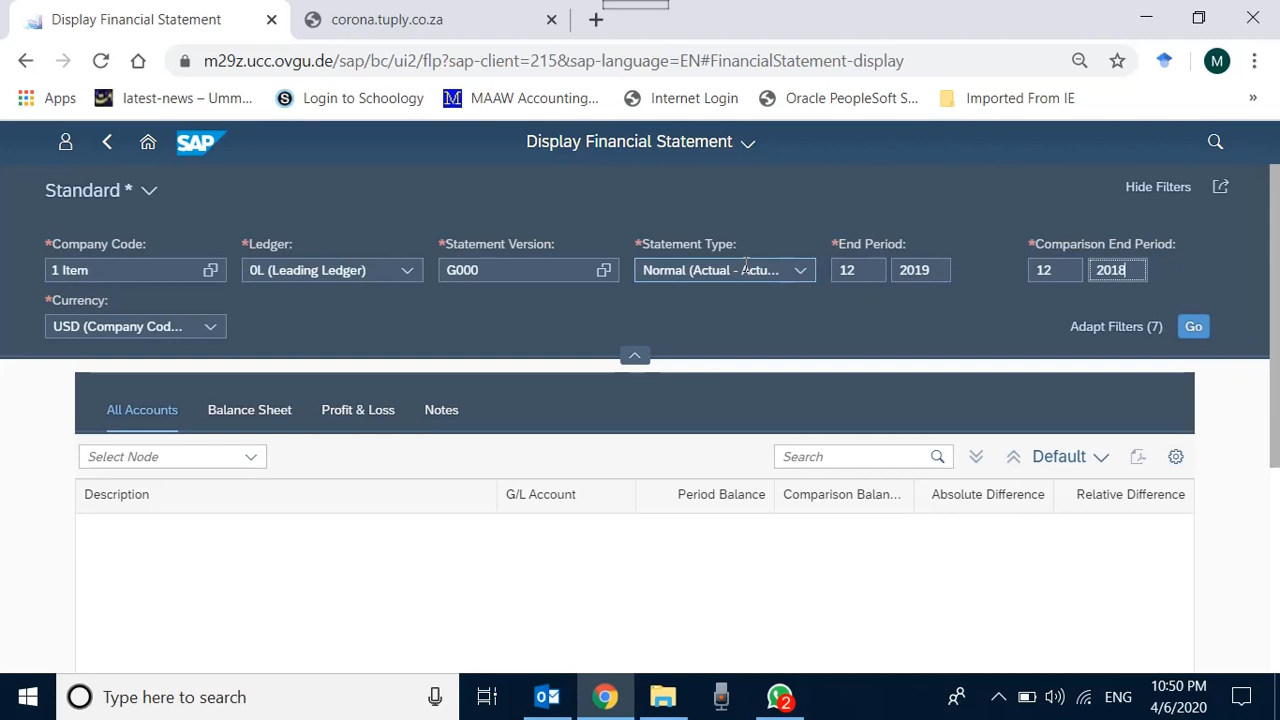 Display Financial Statement
corona.tuply.co.za
m29z.ucc.ovgu.de/sap/bc/ui2/flp?sap-client=215&sap-language=EN#FinancialStatement-display
M
Apps
latest-news – Umm...
Login to Schoology
MAAW Accounting...
Internet Login
Oracle PeopleSoft S...
Imported From IE
»
SAP
Display Financial Statement
Standard *
Hide Filters
*Company Code:
*Ledger:
*Statement Version:
*Statement Type:
*End Period:
*Comparison End Period:
1 Item
0L (Leading Ledger)
G000
Normal (Actual - Actu...
12
2019
12
2018
*Currency:
USD (Company Cod...
Adapt Filters (7)
Go
All Accounts
Balance Sheet
Profit & Loss
Notes
Select Node
Search
Default
Description
G/L Account
Period Balance
Comparison Balan...
Absolute Difference
Relative Difference
Type here to search
2
ENG
10:50 PM
4/6/2020